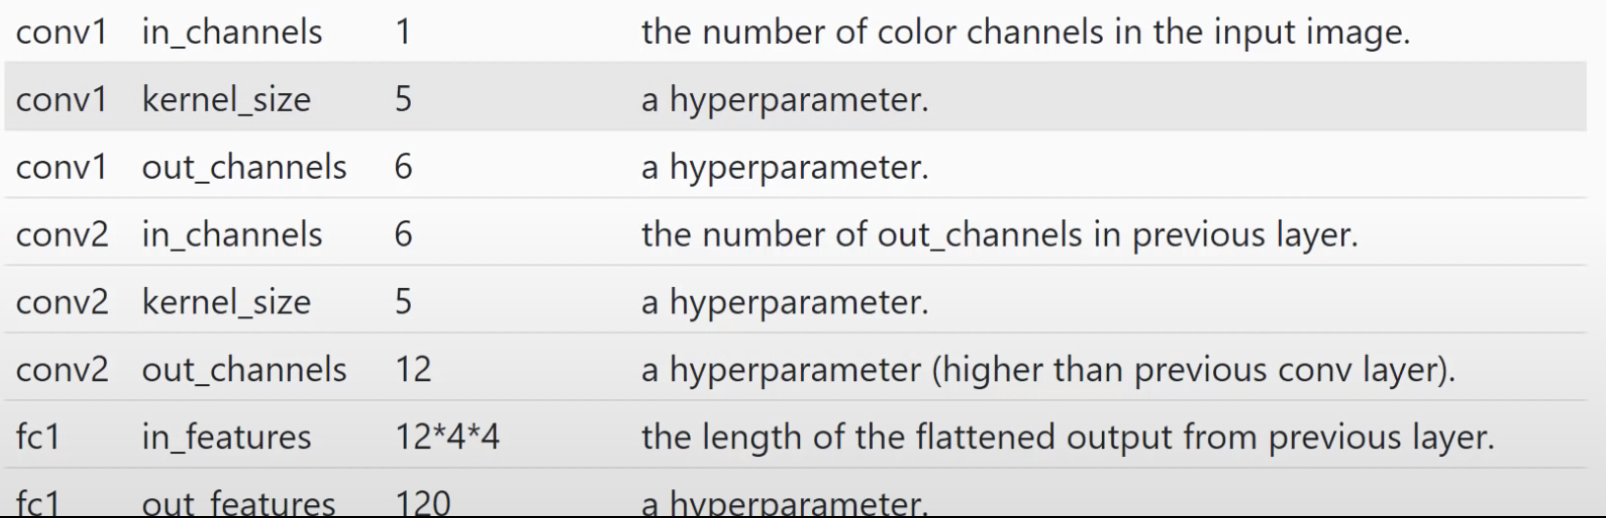 conv1 in_channels 1 the number of color channels in the input image.
conv1 kernel_size 5 a hyperparameter.
conv1 out_channels 6 a hyperparameter.
conv2 in_channels 6 the number of out_channels in previous layer.
conv2 kernel_size 5 a hyperparameter.
conv2 out_channels 12 a hyperparameter (higher than previous conv layer).
fc1 in_features 12*4*4 the length of the flattened output from previous layer.
fc1 out_features 120 a hyperparameter.